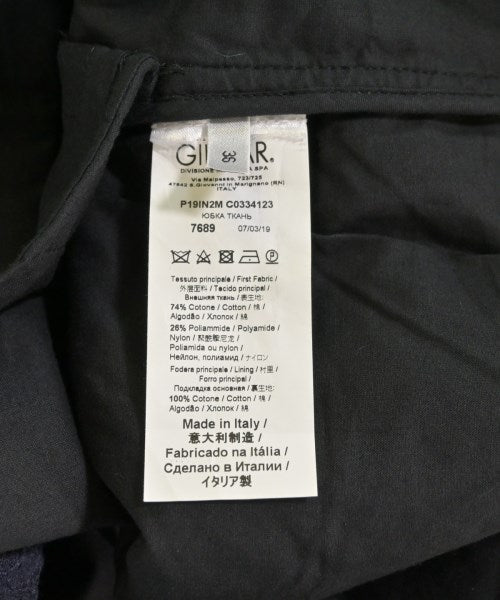 38
DIVISIONE SPA
Via Malpasso, 723/725
47842 S.Giovanni in Marignano (RN)
ITALY
P19IN2M C0334123
ЮБКА ТКАНЬ
7689 07/03/19
Tessuto principale / First Fabric /
外层面料 / Tecido principal /
Внешняя ткань / 表生地:
74% Cotone / Cotton / 棉 /
Algodão / Хлопок / 綿
26% Poliammide / Polyamide /
Nylon / 聚酰胺尼龙 /
Poliamida ou nylon /
Нейлон, полиамид / ナイロン
Fodera principale / Lining / 衬里 /
Forro principal /
Подкладка основная / 裏生地:
100% Cotone / Cotton / 棉 /
Algodão / Хлопок / 綿
Made in Italy /
意大利制造 /
Fabricado na Itália /
Сделано в Италии /
イタリア製